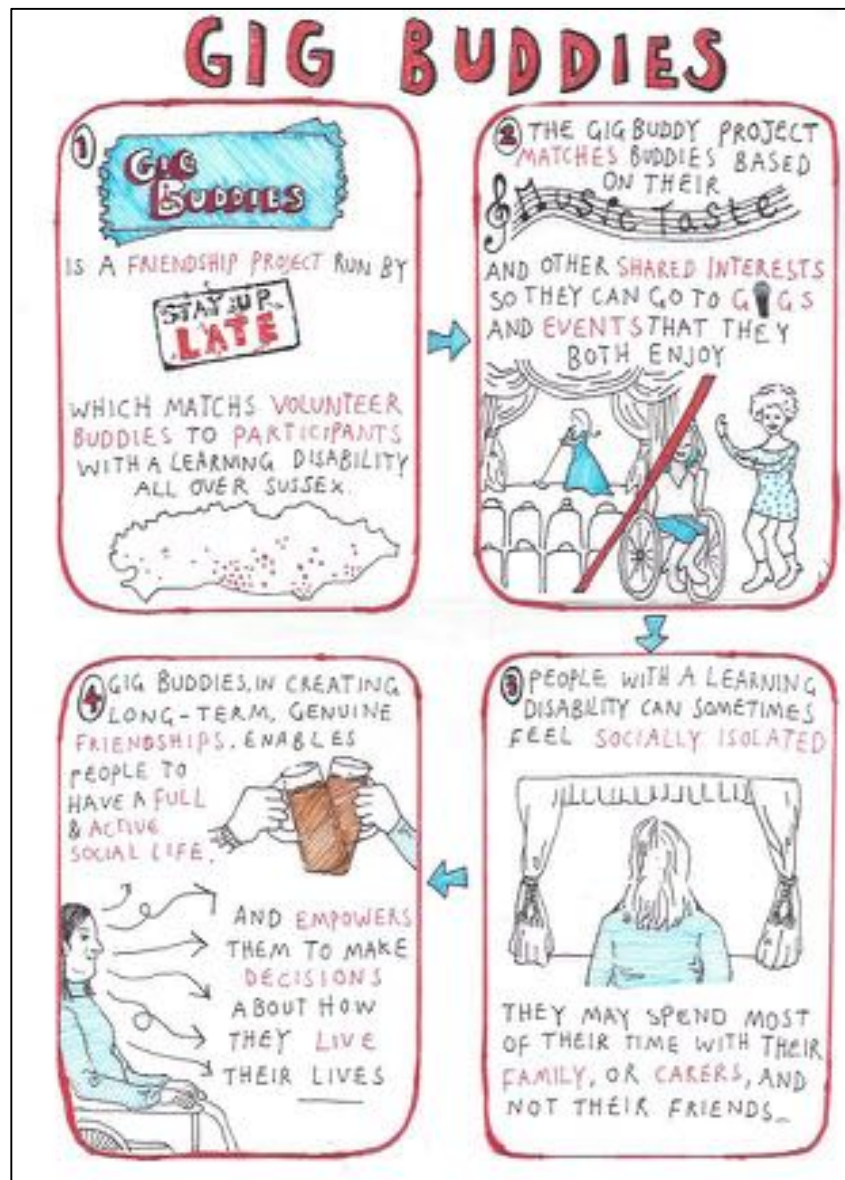 GIG BUDDIES
1
GIG
BUDDIES
IS A FRIENDSHIP PROJECT RUN BY
STAY UP
LATE
WHICH MATCHS VOLUNTEER
BUDDIES TO PARTICIPANTS
WITH A LEARNING DISABILITY
ALL OVER SUSSEX.
2 THE GIG BUDDY PROJECT
MATCHES BUDDIES BASED
ON THEIR
MUSIC TASTE
AND OTHER SHARED INTERESTS
SO THEY CAN GO TO GIGS
AND EVENTS THAT THEY
BOTH ENJOY
3 PEOPLE WITH A LEARNING
DISABILITY CAN SOMETIMES
FEEL SOCIALLY ISOLATED
THEY MAY SPEND MOST
OF THEIR TIME WITH THEIR
FAMILY, OR CARERS, AND
NOT THEIR FRIENDS_
4 GIG BUDDIES, IN CREATING
LONG-TERM, GENUINE
FRIENDSHIPS, ENABLES
PEOPLE TO
HAVE A FULL
& ACTIVE
SOCIAL LIFE,
AND EMPOWERS
THEM TO MAKE
DECISIONS
ABOUT HOW
THEY LIVE
THEIR LIVES